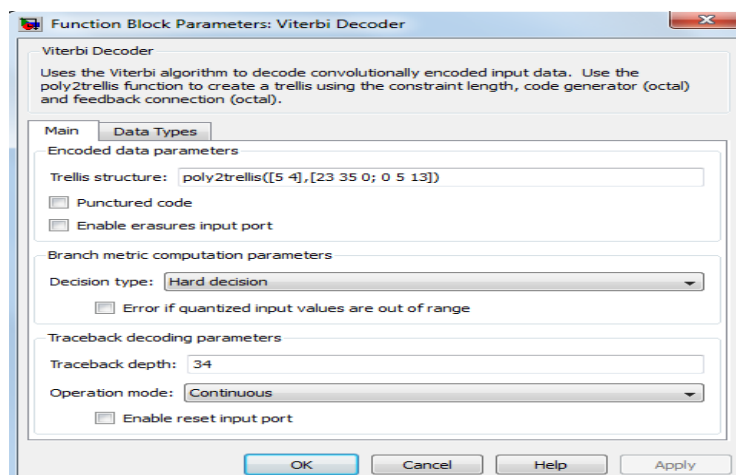 Function Block Parameters: Viterbi Decoder
Viterbi Decoder
Uses the Viterbi algorithm to decode convolutionally encoded input data. Use the
poly2trellis function to create a trellis using the constraint length, code generator (octal)
and feedback connection (octal).
Main Data Types
Encoded data parameters
Trellis structure: poly2trellis([5 4],[23 35 0; 0 5 13])
Punctured code
Enable erasures input port
Branch metric computation parameters
Decision type: Hard decision
Error if quantized input values are out of range
Traceback decoding parameters
Traceback depth: 34
Operation mode: Continuous
Enable reset input port
OK Cancel Help Apply